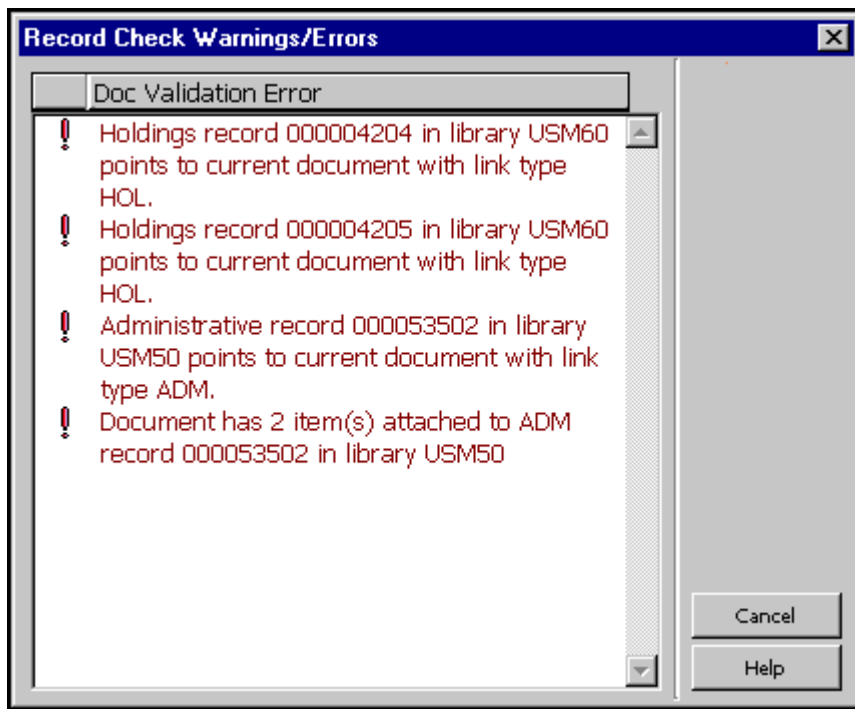 Record Check Warnings/Errors
Doc Validation Error
Holdings record 000004204 in library USM60
points to current document with link type
HOL.
Holdings record 000004205 in library USM60
points to current document with link type
HOL.
Administrative record 000053502 in library
USM50 points to current document with link
type ADM.
Document has 2 item(s) attached to ADM
record 000053502 in library USM50
Cancel
Help